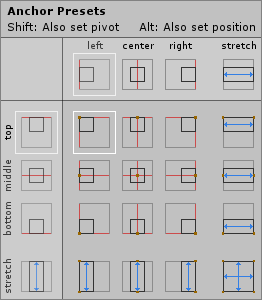 Anchor Presets
Shift: Also set pivot Alt: Also set position
left center right stretch
top
middle
bottom
stretch